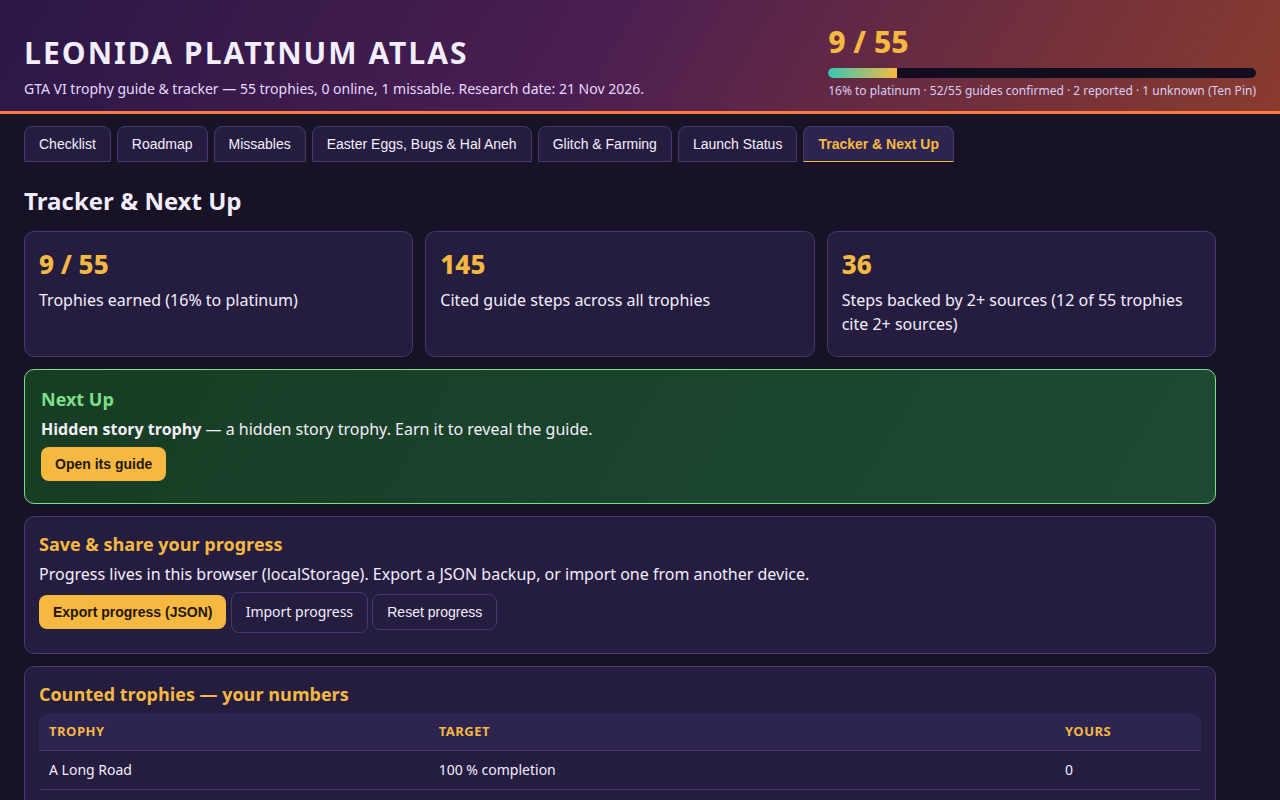 LEONIDA PLATINUM ATLAS
GTA VI trophy guide & tracker — 55 trophies, 0 online, 1 missable. Research date: 21 Nov 2026.
9 / 55
16% to platinum · 52/55 guides confirmed · 2 reported · 1 unknown (Ten Pin)
Checklist
Roadmap
Missables
Easter Eggs, Bugs & Hal Aneh
Glitch & Farming
Launch Status
Tracker & Next Up
Tracker & Next Up
9 / 55
Trophies earned (16% to platinum)
145
Cited guide steps across all trophies
36
Steps backed by 2+ sources (12 of 55 trophies
cite 2+ sources)
Next Up
Hidden story trophy — a hidden story trophy. Earn it to reveal the guide.
Open its guide
Save & share your progress
Progress lives in this browser (localStorage). Export a JSON backup, or import one from another device.
Export progress (JSON)
Import progress
Reset progress
Counted trophies — your numbers
TROPHY TARGET YOURS
A Long Road 100 % completion 0